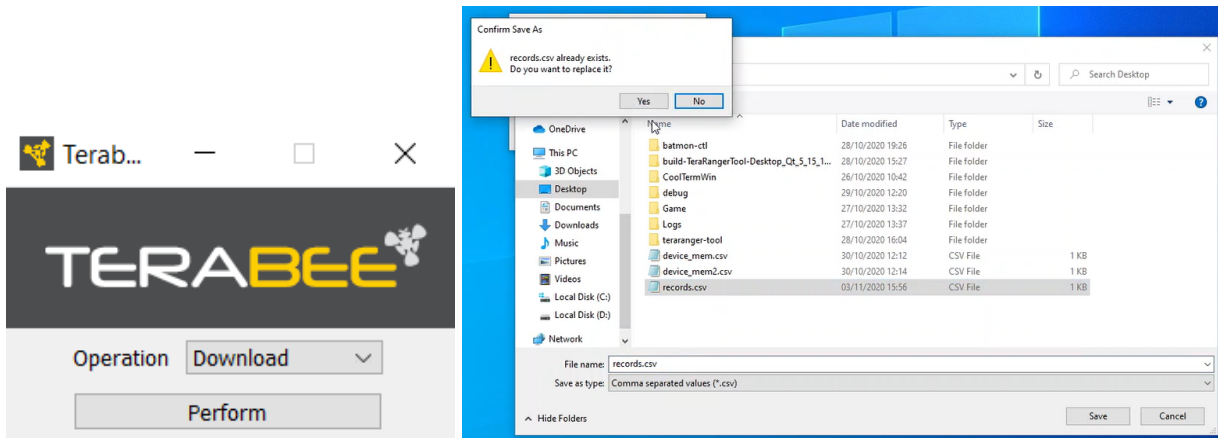 Terab...
TERABEE
Operation Download
Perform
Confirm Save As
records.csv already exists.
Do you want to replace it?
Yes No
Search Desktop
?
Name Date modified Type Size
OneDrive
This PC
3D Objects
Desktop
Documents
Downloads
Music
Pictures
Videos
Local Disk (C:)
Local Disk (D:)
Network
batmon-ctl 28/10/2020 19:26 File folder
build-TeraRangerTool-Desktop_Qt_5_15_1... 28/10/2020 15:27 File folder
CoolTermWin 26/10/2020 10:42 File folder
debug 29/10/2020 12:20 File folder
Game 27/10/2020 13:32 File folder
Logs 27/10/2020 13:37 File folder
teraranger-tool 28/10/2020 16:04 File folder
device_mem.csv 30/10/2020 12:12 CSV File 1 KB
device_mem2.csv 30/10/2020 12:14 CSV File 1 KB
records.csv 03/11/2020 15:56 CSV File 1 KB
File name: records.csv
Save as type: Comma separated values (*.csv)
Hide Folders
Save Cancel